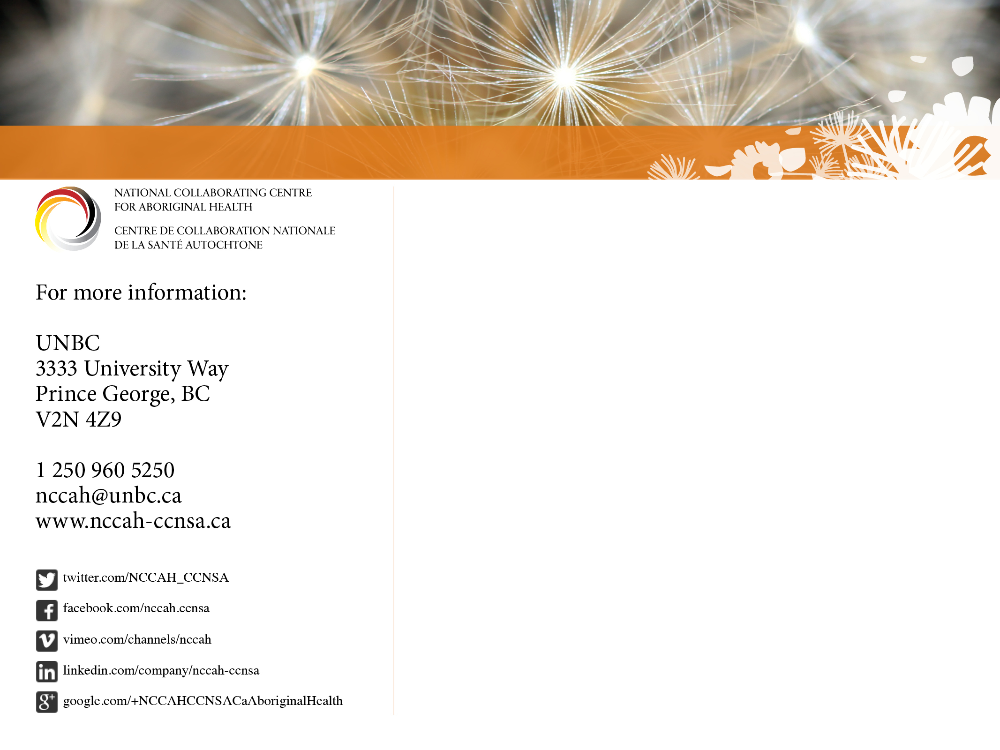 NATIONAL COLLABORATING CENTRE
FOR ABORIGINAL HEALTH
CENTRE DE COLLABORATION NATIONALE
DE LA SANTÉ AUTOCHTONE
For more information:
UNBC
3333 University Way
Prince George, BC
V2N 4Z9
1 250 960 5250
nccah@unbc.ca
www.nccah-ccnsa.ca
twitter.com/NCCAH_CCNSA
facebook.com/nccah.ccnsa
vimeo.com/channels/nccah
linkedin.com/company/nccah-ccnsa
google.com/+NCCAHCCNSACaAboriginalHealth